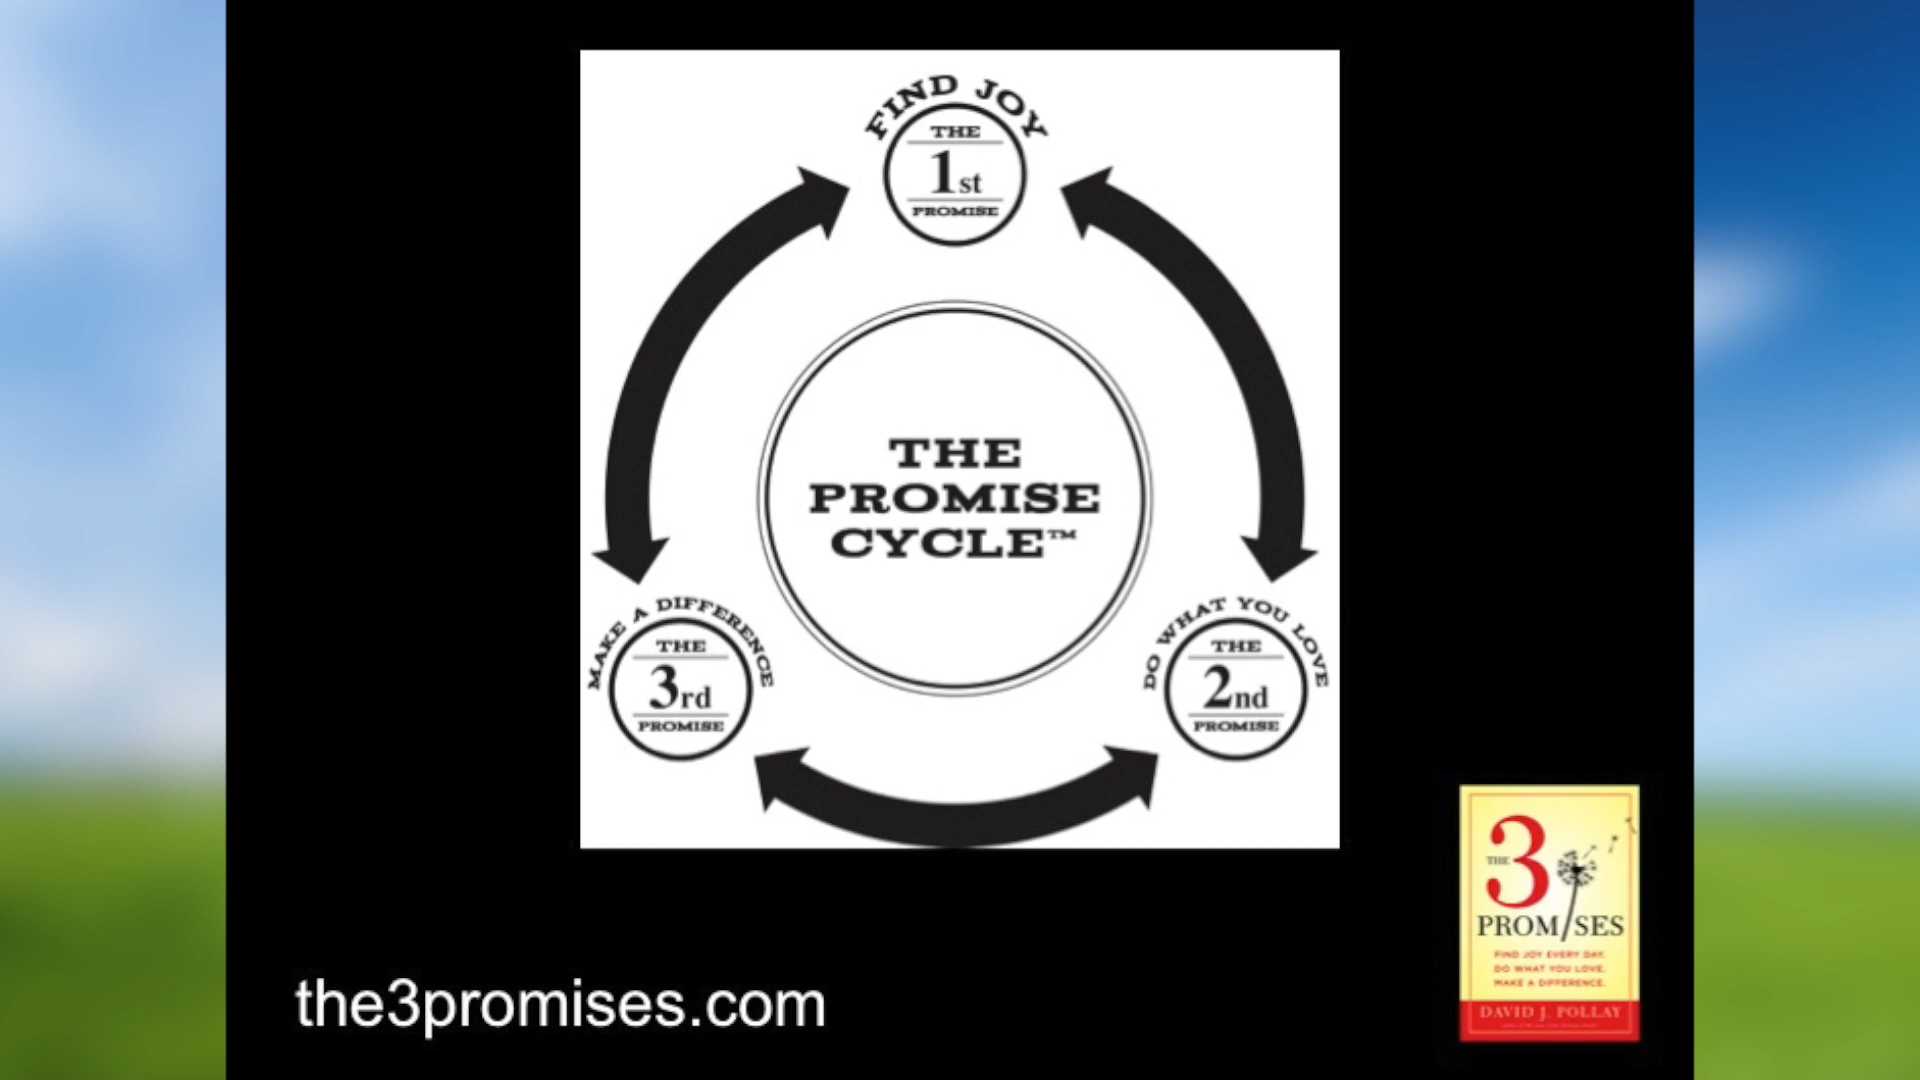 FIND JOY
THE
1st
PROMISE
THE
PROMISE
CYCLE™
MAKE A DIFFERENCE
THE
3rd
PROMISE
DO WHAT YOU LOVE
THE
2nd
PROMISE
the3promises.com
THE 3
PROMISES
FIND JOY EVERY DAY.
DO WHAT YOU LOVE.
MAKE A DIFFERENCE.
DAVID J. POLLAY